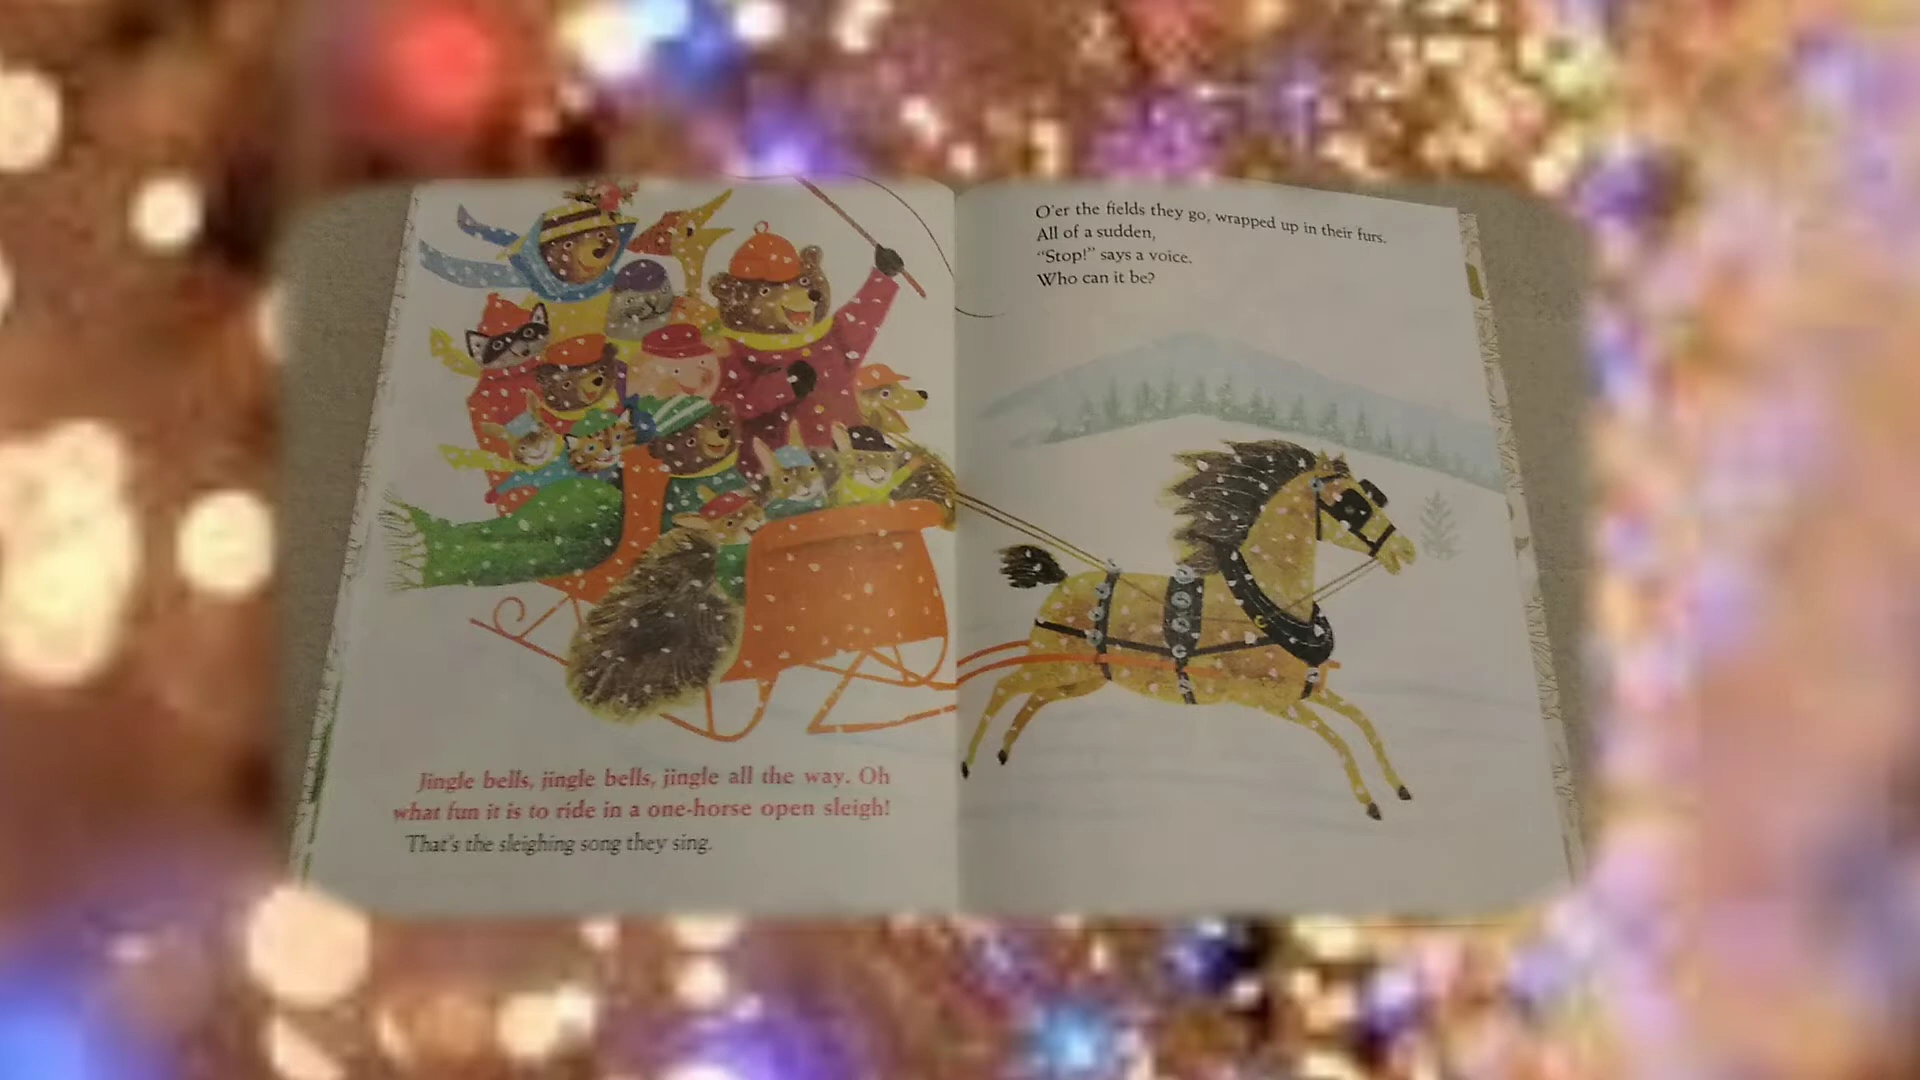 Jingle bells, jingle bells, jingle all the way. Oh
what fun it is to ride in a one-horse open sleigh!
That's the sleighing song they sing.
O'er the fields they go, wrapped up in their furs.
All of a sudden,
"Stop!" says a voice.
Who can it be?